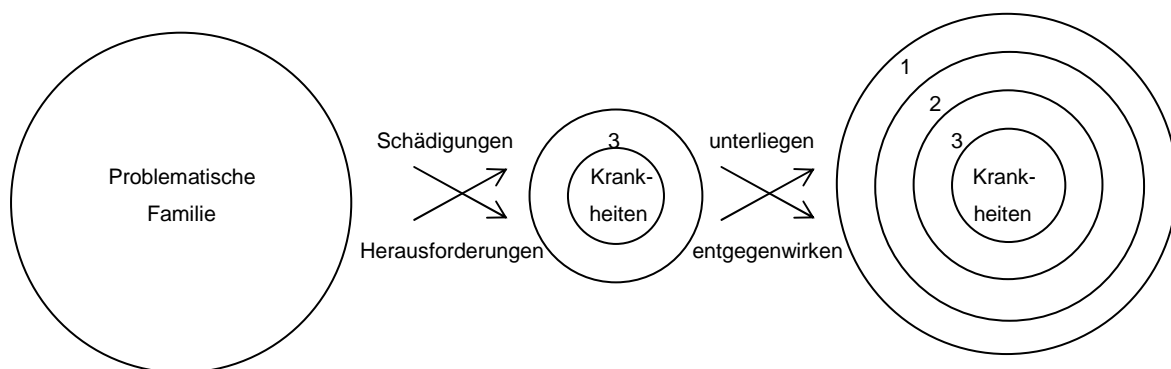 Problematische
Familie
Schädigungen
Herausforderungen
3
Krank-
heiten
unterliegen
entgegenwirken
1
2
3
Krank-
heiten